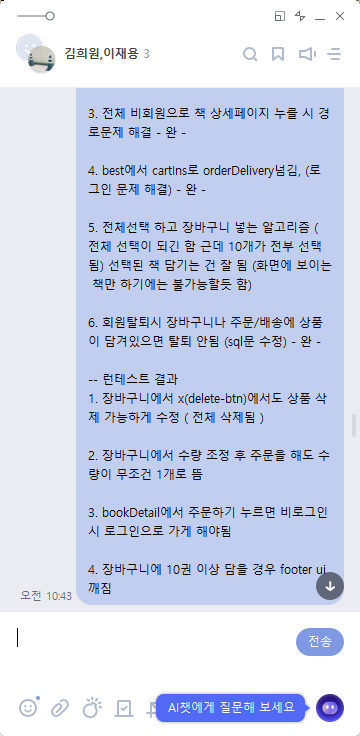 김희원,이재용 3
3. 전체 비회원으로 책 상세페이지 누를 시 경
로문제 해결 - 완 -
4. best에서 cartIns로 orderDelivery넘김, (로
그인 문제 해결) - 완 -
5. 전체선택 하고 장바구니 넣는 알고리즘 (
전체 선택이 되긴 함 근데 10개가 전부 선택
됨) 선택된 책 담기는 건 잘 됨 (화면에 보이는
책만 하기에는 불가능할듯 함)
6. 회원탈퇴시 장바구니나 주문/배송에 상품
이 담겨있으면 탈퇴 안됨 (sql문 수정) - 완 -
-- 런테스트 결과
1. 장바구니에서 x(delete-btn)에서도 상품 삭
제 가능하게 수정 ( 전체 삭제됨 )
2. 장바구니에서 수량 조정 후 주문을 해도 수
량이 무조건 1개로 뜸
3. bookDetail에서 주문하기 누르면 비로그인
시 로그인으로 가게 해야됨
4. 장바구니에 10권 이상 담을 경우 footer ui
깨짐
오전 10:43
전송
AI챗에게 질문해 보세요